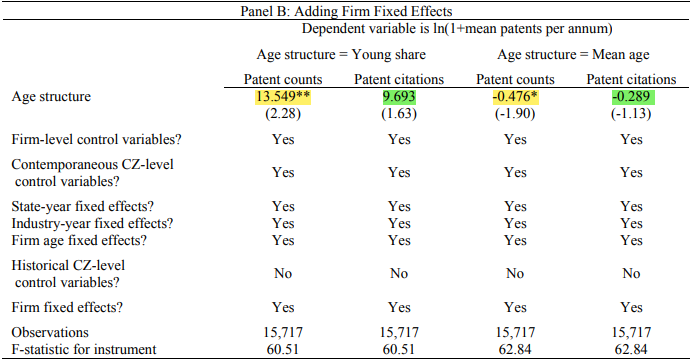 Panel B: Adding Firm Fixed Effects
Dependent variable is ln(1+mean patents per annum)
Age structure = Young share Age structure = Mean age
Patent counts Patent citations Patent counts Patent citations
Age structure 13.549** 9.693 -0.476* -0.289
(2.28) (1.63) (-1.90) (-1.13)
Firm-level control variables? Yes Yes Yes Yes
Contemporaneous CZ-level
control variables? Yes Yes Yes Yes
State-year fixed effects? Yes Yes Yes Yes
Industry-year fixed effects? Yes Yes Yes Yes
Firm age fixed effects? Yes Yes Yes Yes
Historical CZ-level
control variables? No No No No
Firm fixed effects? Yes Yes Yes Yes
Observations 15,717 15,717 15,717 15,717
F-statistic for instrument 60.51 60.51 62.84 62.84